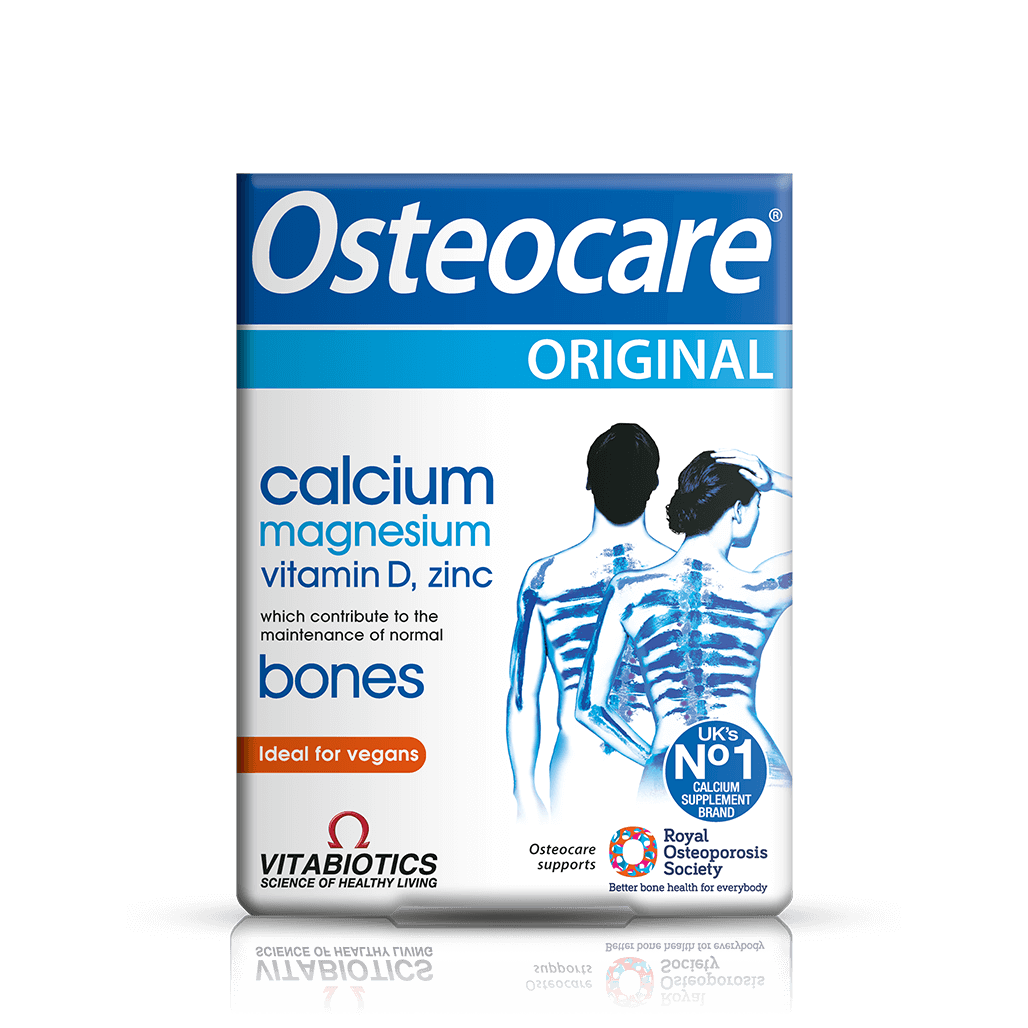 Osteocare®
ORIGINAL
calcium
magnesium
vitamin D, zinc
which contribute to the
maintenance of normal
bones
Ideal for vegans
UK's
Nº1
CALCIUM
SUPPLEMENT
BRAND
VITABIOTICS
SCIENCE OF HEALTHY LIVING
Osteocare
supports
Royal
Osteoporosis
Society
Better bone health for everybody